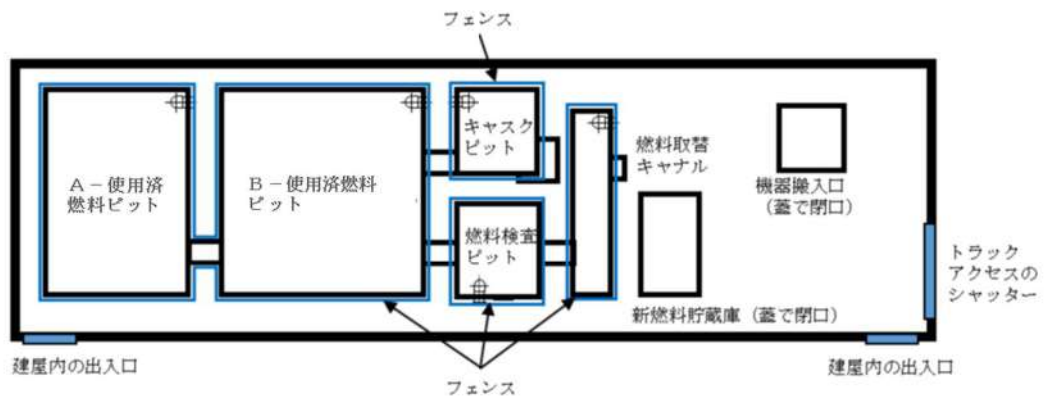 フェンス
A－使用済
燃料ピット
B－使用済燃料
ピット
キャスク
ピット
燃料検査
ピット
燃料取替
キャナル
機器搬入口
（蓋で閉口）
新燃料貯蔵庫（蓋で閉口）
トラック
アクセスの
シャッター
建屋内の出入口
フェンス
建屋内の出入口